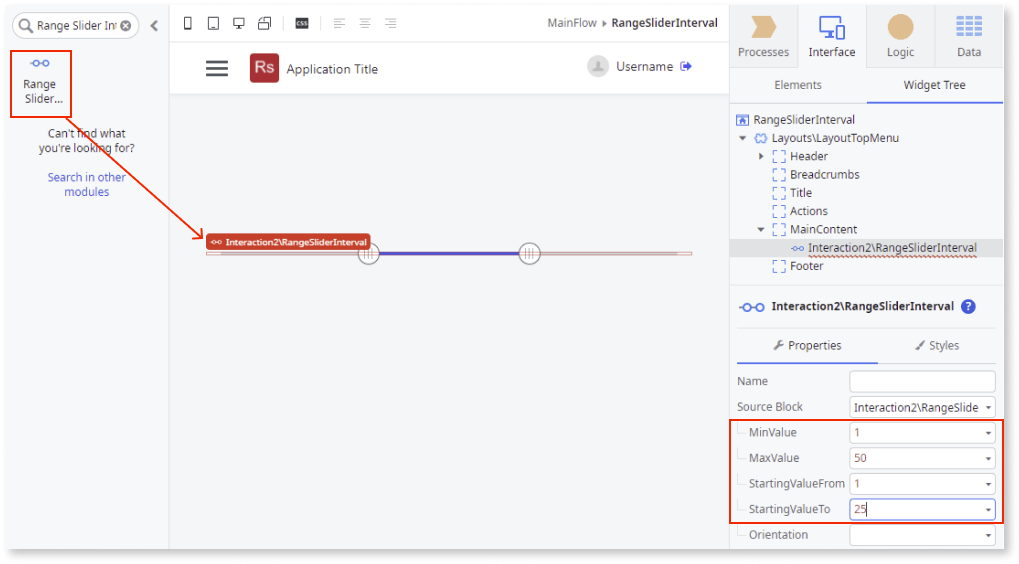 Range Slider Int
Range
Slider...
Can't find what
you're looking for?
Search in other
modules
CSS
MainFlow ▸ RangeSliderInterval
Rs
Application Title
Username
Interaction2\RangeSliderInterval
Processes
Interface
Logic
Data
Elements
Widget Tree
RangeSliderInterval
Layouts\LayoutTopMenu
Header
Breadcrumbs
Title
Actions
MainContent
Interaction2\RangeSliderInterval
Footer
Interaction2\RangeSliderInterval ?
Properties
Styles
Name
Source Block Interaction2\RangeSlide
MinValue 1
MaxValue 50
StartingValueFrom 1
StartingValueTo 25
Orientation